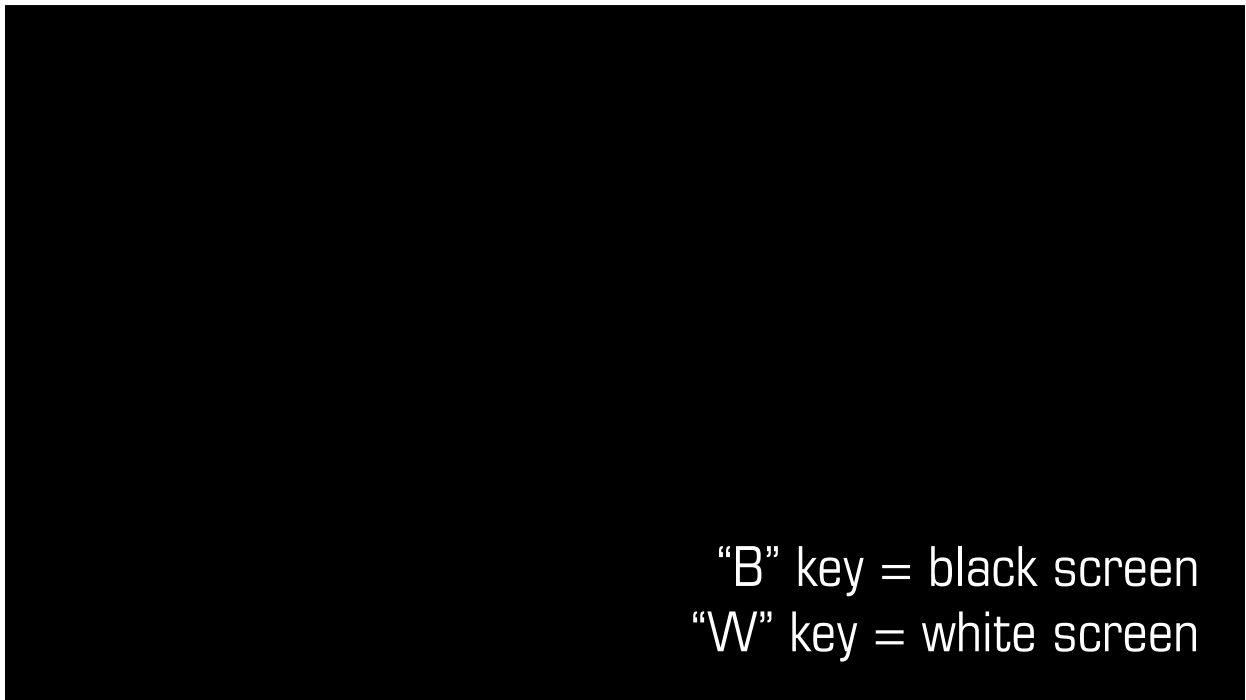 “B” key = black screen
“W” key = white screen